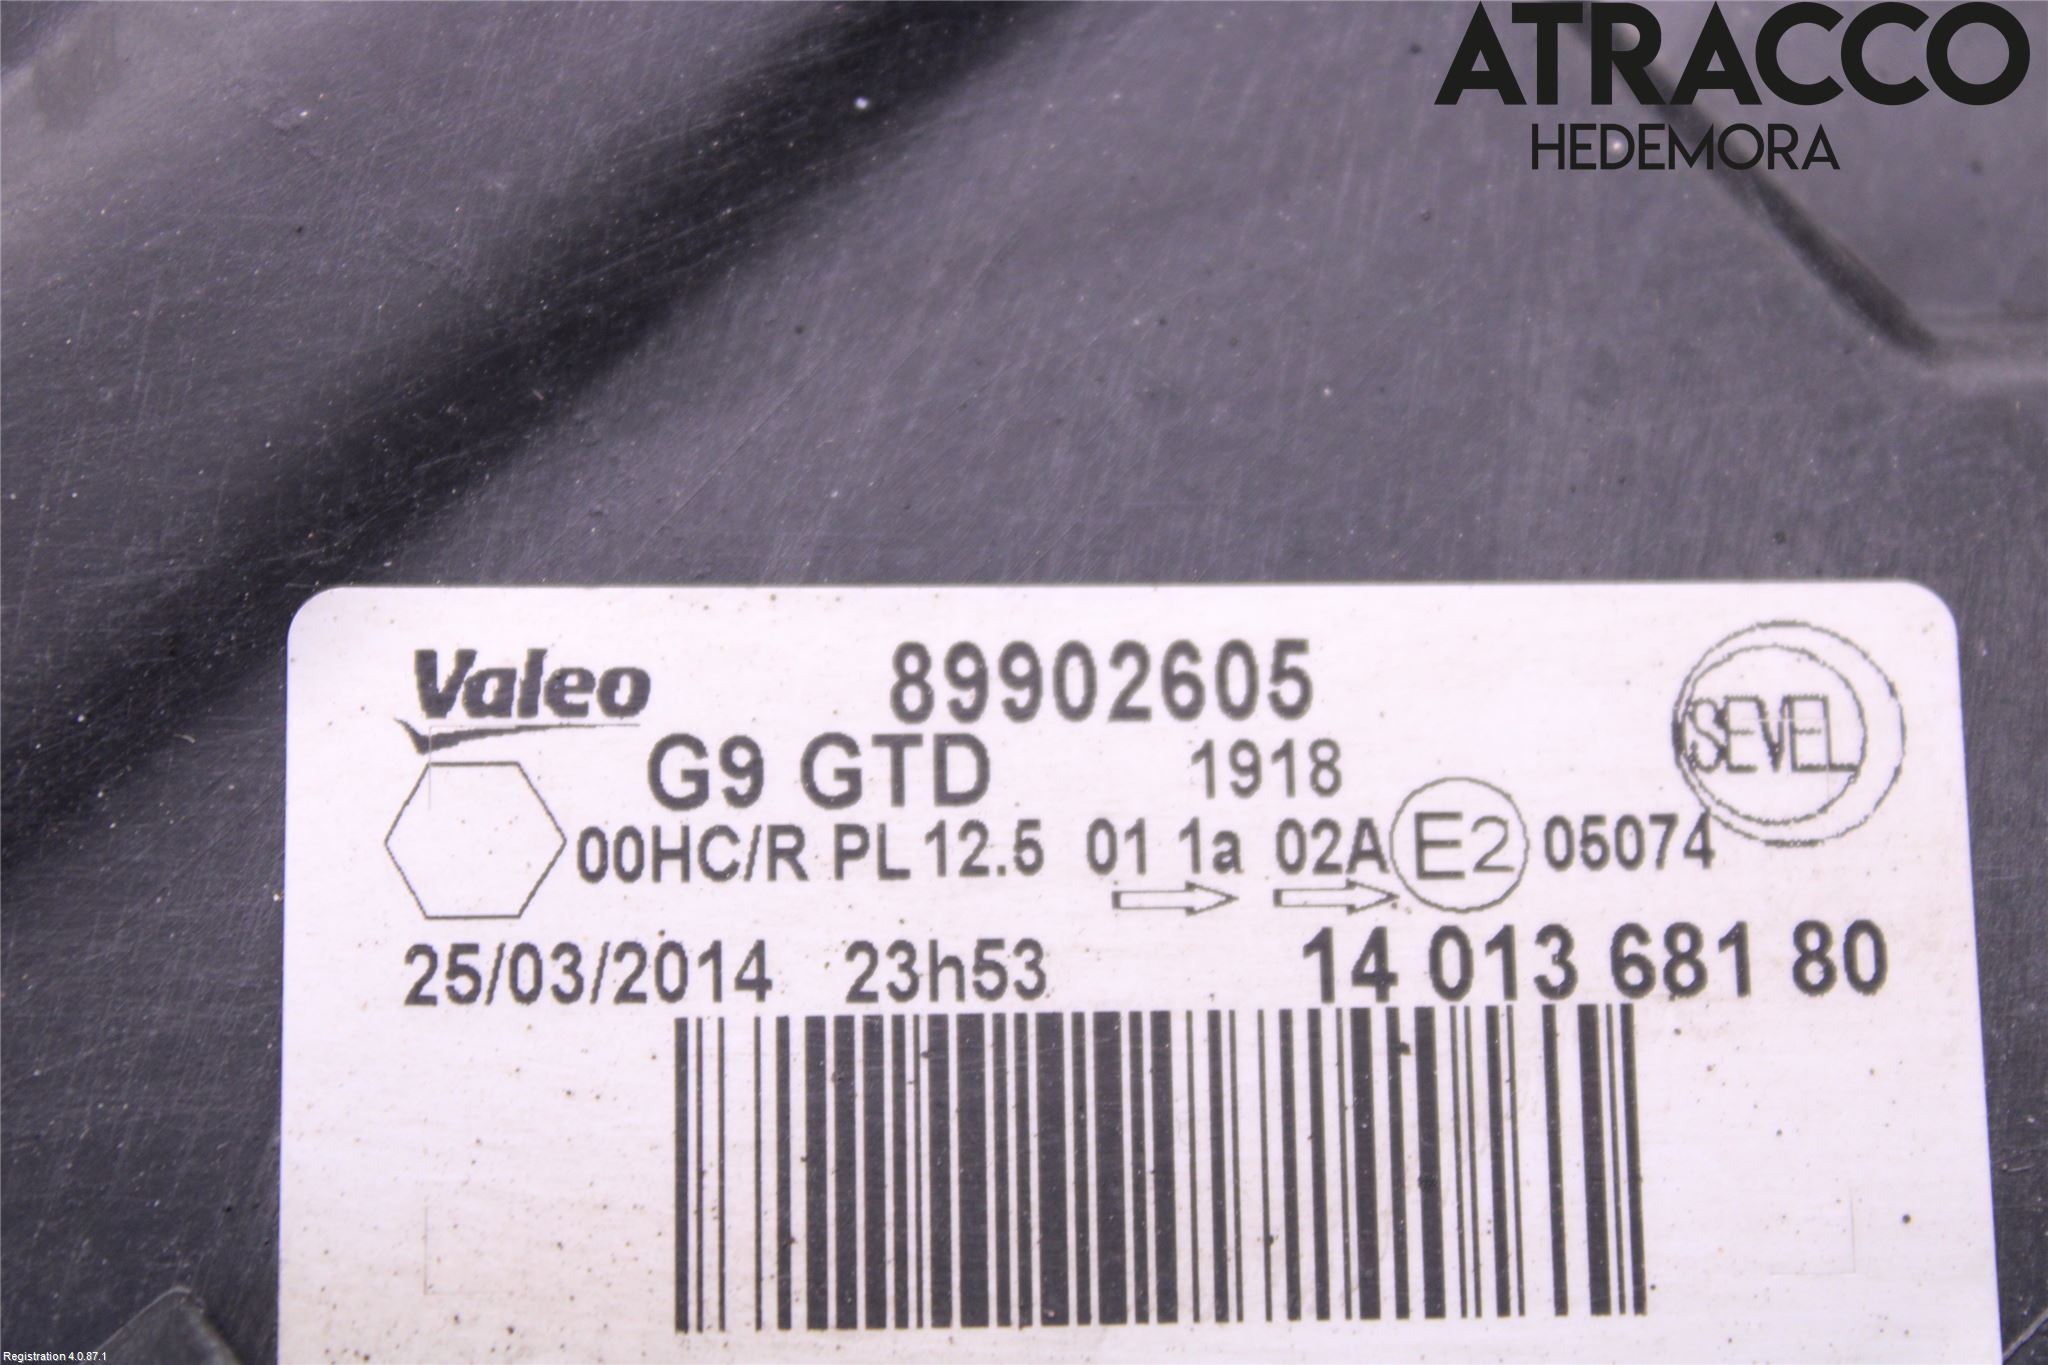 ATRACCO
HEDEMORA
Valeo 89902605
SEVEL
G9 GTD 1918
00HC/R PL 12.5 01 1a 02A E2 05074
25/03/2014 23h53 14 013 681 80
Registration 4.0.87.1